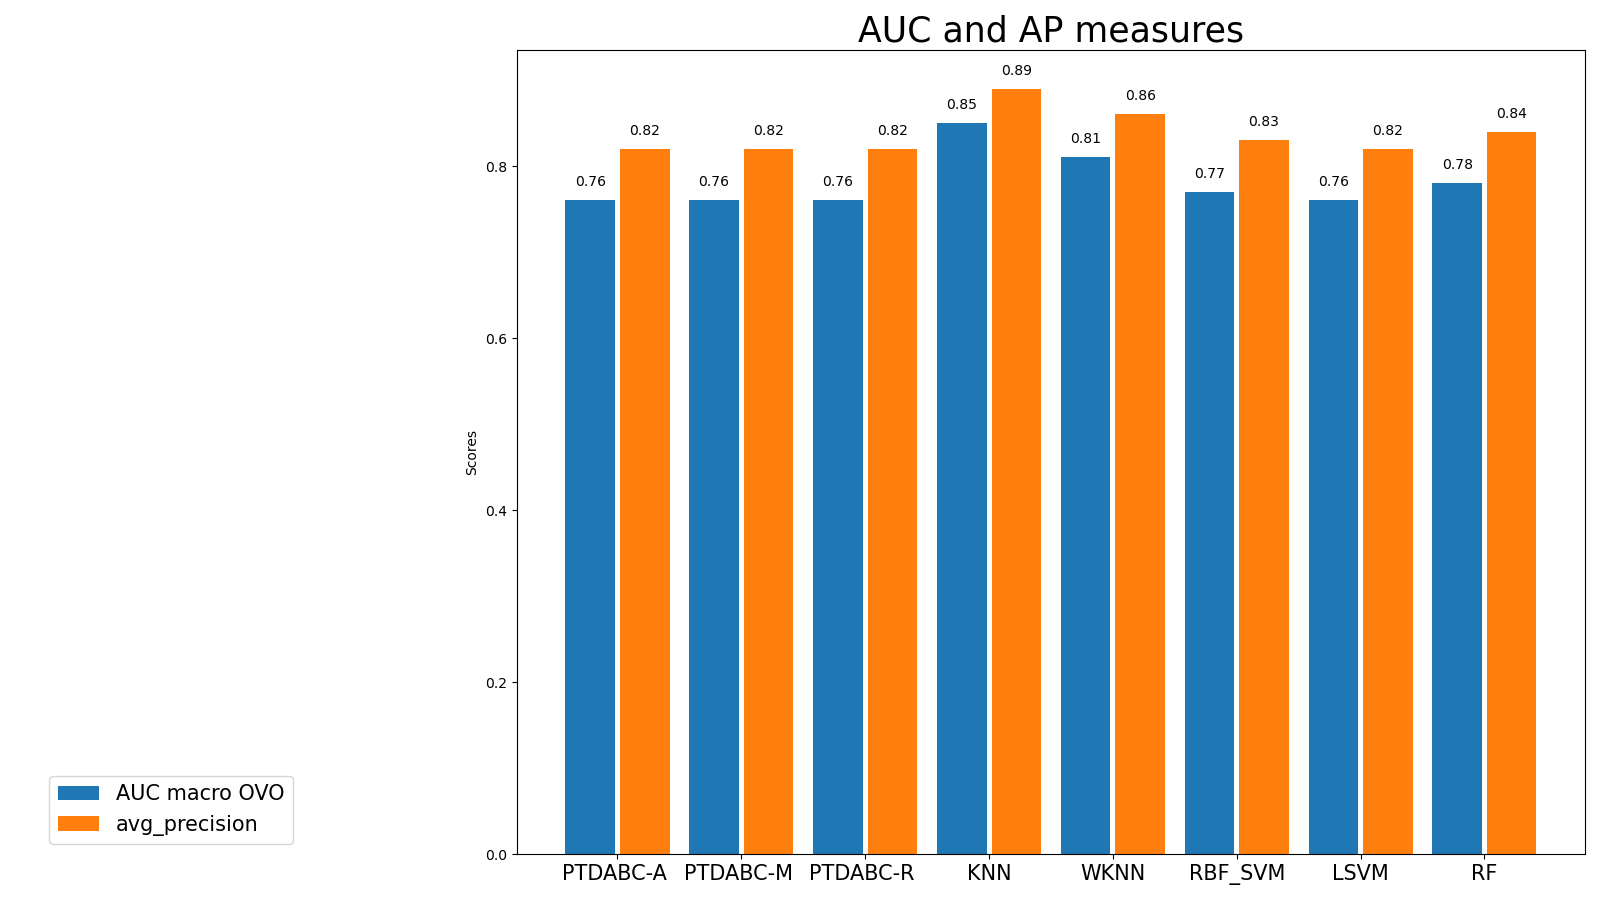 AUC and AP measures
0.82 0.82 0.82 0.89 0.86 0.83 0.82 0.84
0.76 0.76 0.76 0.85 0.81 0.77 0.76 0.78
Scores
0.8
0.6
0.4
0.2
0.0
PTDABC-A PTDABC-M PTDABC-R KNN WKNN RBF_SVM LSVM RF
AUC macro OVO
avg_precision